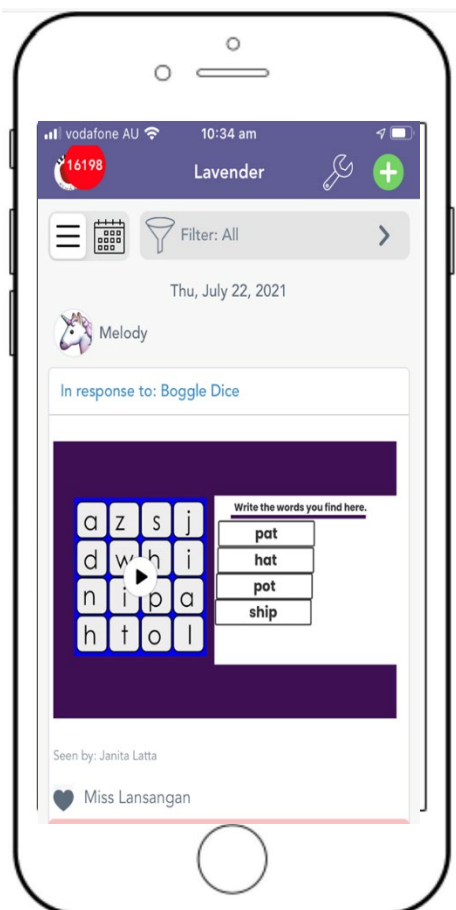 vodafone AU 10:34 am
16198 Lavender
Filter: All
Thu, July 22, 2021
Melody
In response to: Boggle Dice
Write the words you find here.
a z s j
d w h i
n i p a
h t o l
pat
hat
pot
ship
Seen by: Janita Latta
Miss Lansangan